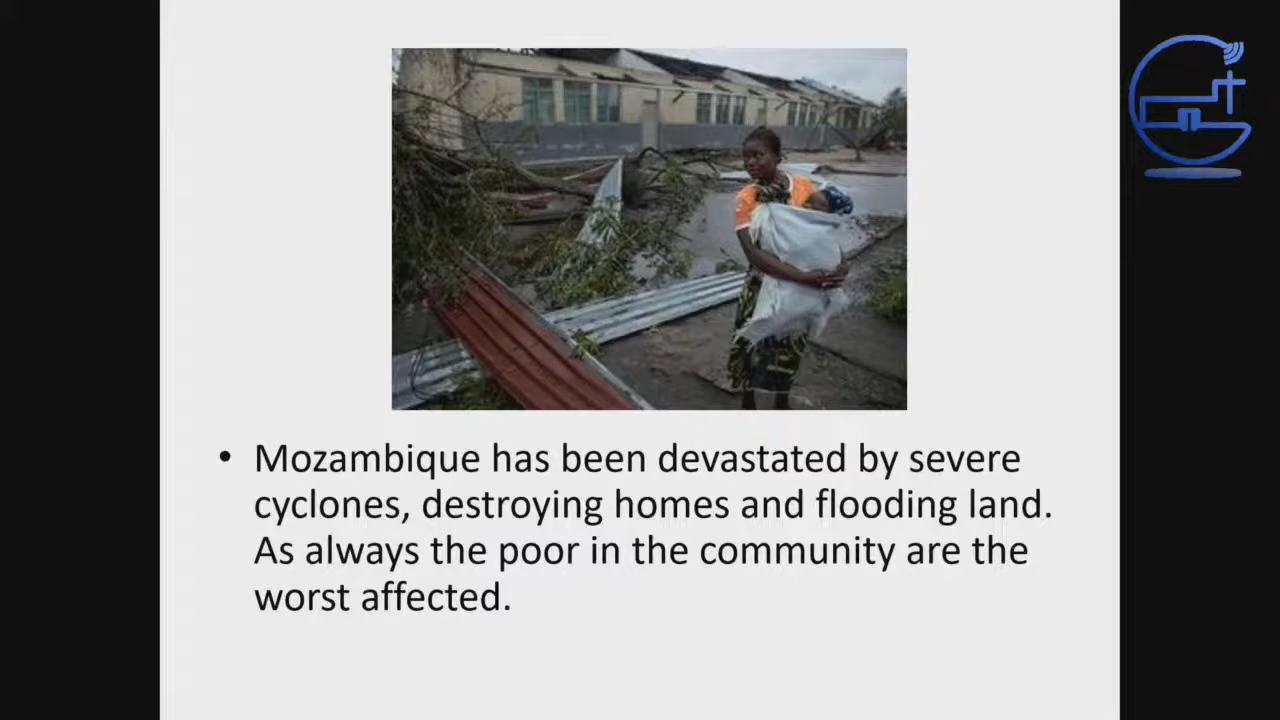 • Mozambique has been devastated by severe
cyclones, destroying homes and flooding land.
As always the poor in the community are the
worst affected.